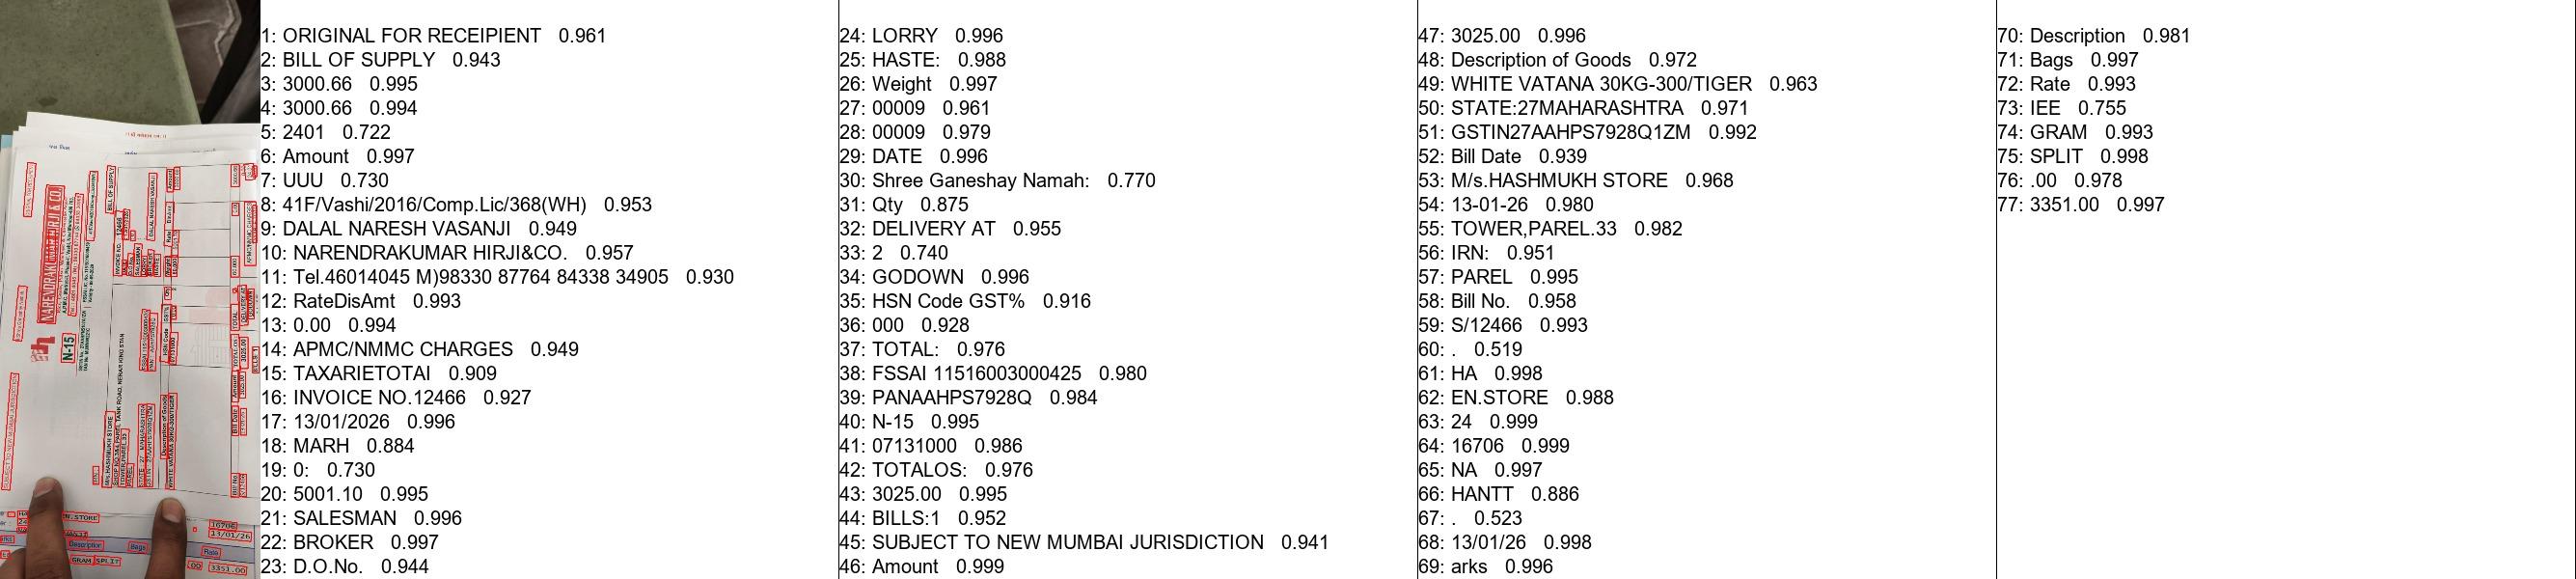 1: ORIGINAL FOR RECEIPIENT 0.961
2: BILL OF SUPPLY 0.943
3: 3000.66 0.995
4: 3000.66 0.994
5: 2401 0.722
6: Amount 0.997
7: UUU 0.730
8: 41F/Vashi/2016/Comp.Lic/368(WH) 0.953
9: DALAL NARESH VASANJI 0.949
10: NARENDRAKUMAR HIRJI&CO. 0.957
11: Tel.46014045 M)98330 87764 84338 34905 0.930
12: RateDisAmt 0.993
13: 0.00 0.994
14: APMC/NMMC CHARGES 0.949
15: TAXARIETOTAI 0.909
16: INVOICE NO.12466 0.927
17: 13/01/2026 0.996
18: MARH 0.884
19: 0: 0.730
20: 5001.10 0.995
21: SALESMAN 0.996
22: BROKER 0.997
23: D.O.No. 0.944
24: LORRY 0.996
25: HASTE: 0.988
26: Weight 0.997
27: 00009 0.961
28: 00009 0.979
29: DATE 0.996
30: Shree Ganeshay Namah: 0.770
31: Qty 0.875
32: DELIVERY AT 0.955
33: 2 0.740
34: GODOWN 0.996
35: HSN Code GST% 0.916
36: 000 0.928
37: TOTAL: 0.976
38: FSSAI 11516003000425 0.980
39: PANAAHPS7928Q 0.984
40: N-15 0.995
41: 07131000 0.986
42: TOTALOS: 0.976
43: 3025.00 0.995
44: BILLS:1 0.952
45: SUBJECT TO NEW MUMBAI JURISDICTION 0.941
46: Amount 0.999
47: 3025.00 0.996
48: Description of Goods 0.972
49: WHITE VATANA 30KG-300/TIGER 0.963
50: STATE:27MAHARASHTRA 0.971
51: GSTIN27AAHPS7928Q1ZM 0.992
52: Bill Date 0.939
53: M/s.HASHMUKH STORE 0.968
54: 13-01-26 0.980
55: TOWER,PAREL.33 0.982
56: IRN: 0.951
57: PAREL 0.995
58: Bill No. 0.958
59: S/12466 0.993
60: . 0.519
61: HA 0.998
62: EN.STORE 0.988
63: 24 0.999
64: 16706 0.999
65: NA 0.997
66: HANTT 0.886
67: . 0.523
68: 13/01/26 0.998
69: arks 0.996
70: Description 0.981
71: Bags 0.997
72: Rate 0.993
73: IEE 0.755
74: GRAM 0.993
75: SPLIT 0.998
76: .00 0.978
77: 3351.00 0.997